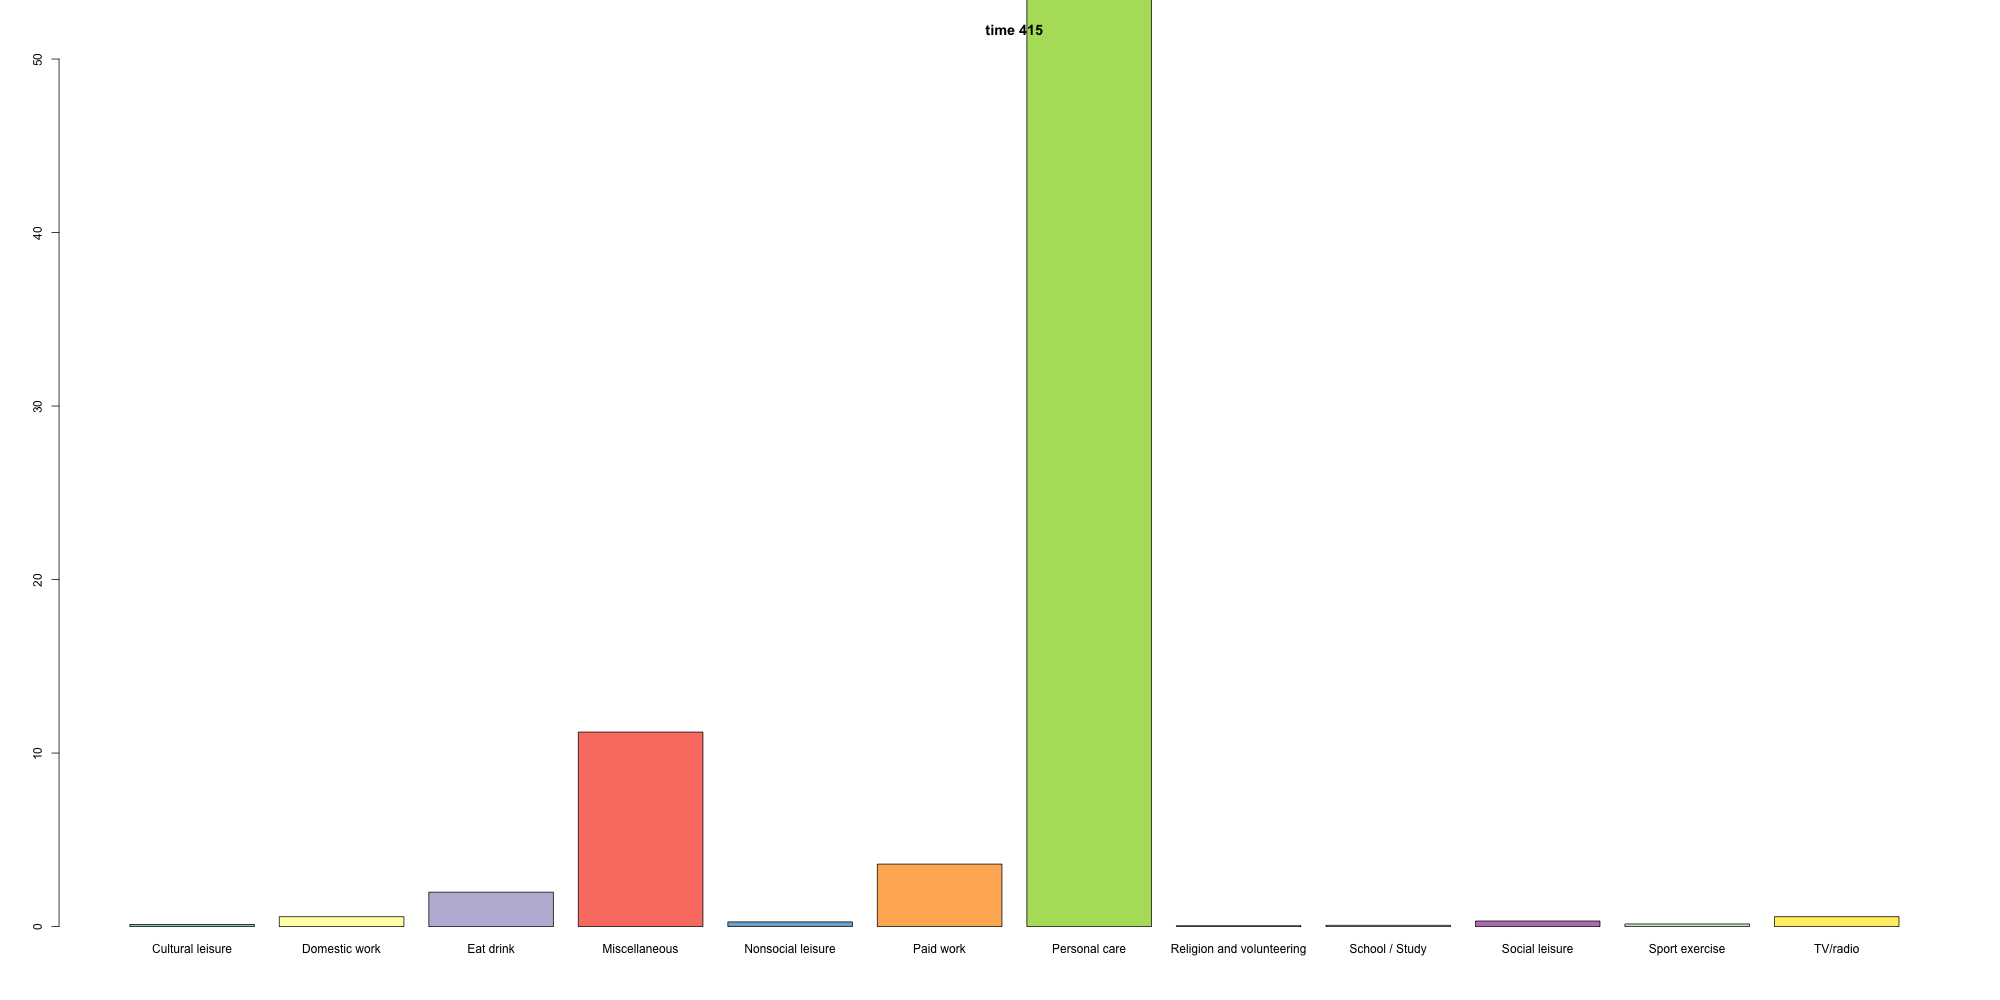 time 415
50
40
30
20
10
0
Cultural leisure
Domestic work
Eat drink
Miscellaneous
Nonsocial leisure
Paid work
Personal care
Religion and volunteering
School / Study
Social leisure
Sport exercise
TV/radio